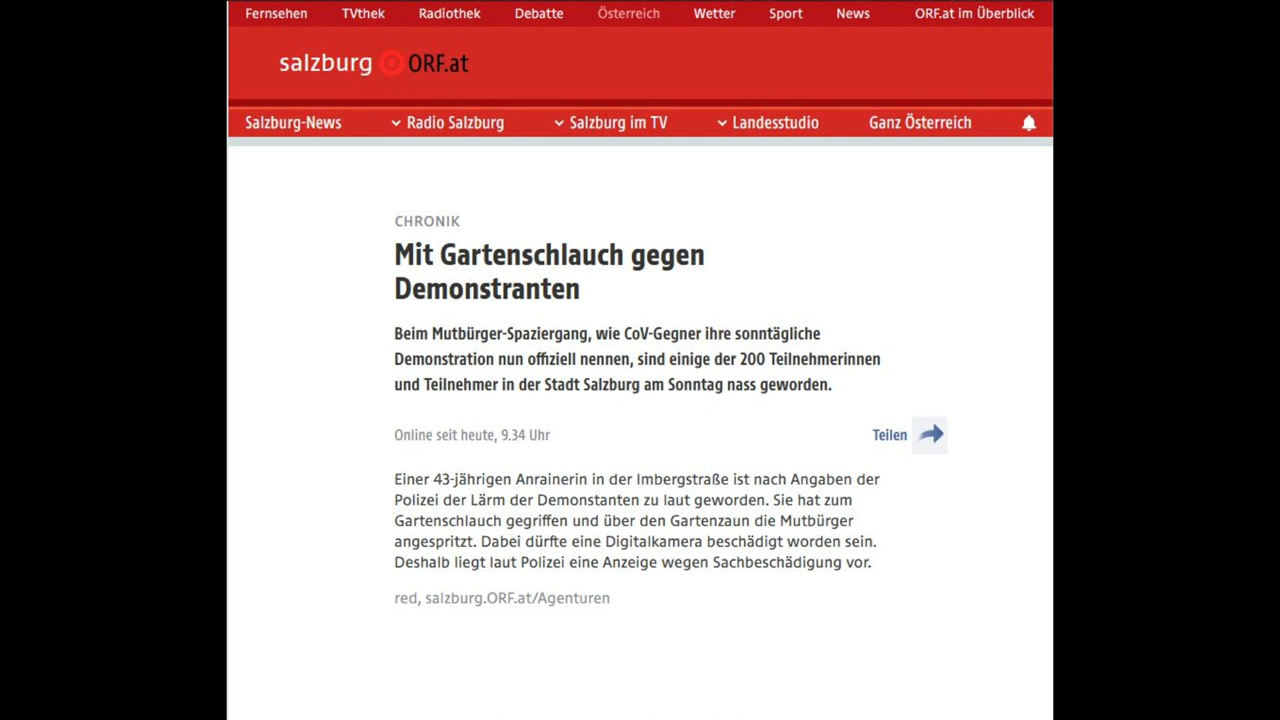 Fernsehen TVthek Radiothek Debatte Österreich Wetter Sport News ORF.at im Überblick
salzburg ORF.at
Salzburg-News Radio Salzburg Salzburg im TV Landesstudio Ganz Österreich
CHRONIK
Mit Gartenschlauch gegen
Demonstranten
Beim Mutbürger-Spaziergang, wie CoV-Gegner ihre sonntägliche
Demonstration nun offiziell nennen, sind einige der 200 Teilnehmerinnen
und Teilnehmer in der Stadt Salzburg am Sonntag nass geworden.
Online seit heute, 9.34 Uhr Teilen
Einer 43-jährigen Anrainerin in der Imbergstraße ist nach Angaben der
Polizei der Lärm der Demonstanten zu laut geworden. Sie hat zum
Gartenschlauch gegriffen und über den Gartenzaun die Mutbürger
angespritzt. Dabei dürfte eine Digitalkamera beschädigt worden sein.
Deshalb liegt laut Polizei eine Anzeige wegen Sachbeschädigung vor.
red, salzburg.ORF.at/Agenturen